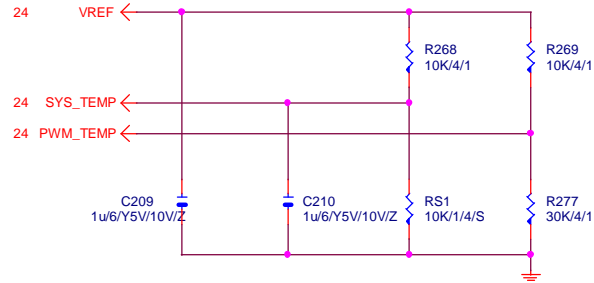 24 VREF
R268
10K/4/1
R269
10K/4/1
24 SYS_TEMP
24 PWM_TEMP
C209
1u/6/Y5V/10V/Z
C210
1u/6/Y5V/10V/Z
RS1
10K/1/4/S
R277
30K/4/1